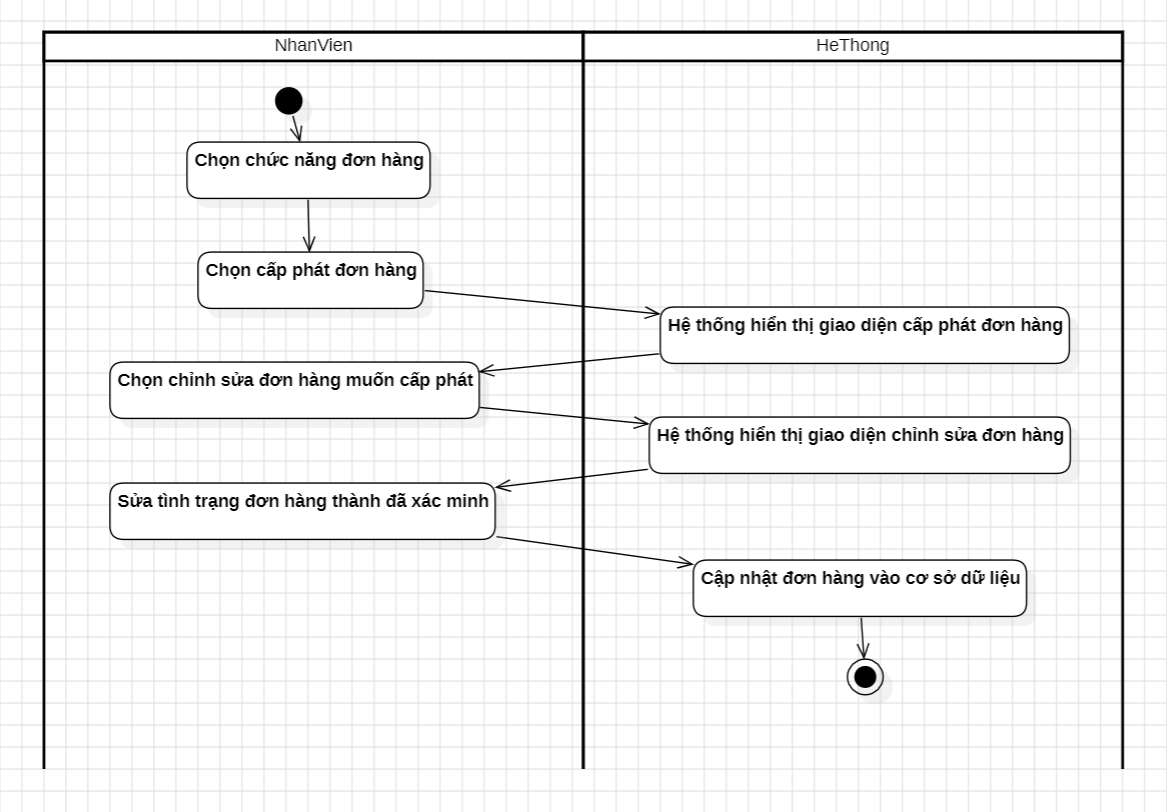 NhanVien
HeThong
Chọn chức năng đơn hàng
Chọn cấp phát đơn hàng
Hệ thống hiển thị giao diện cấp phát đơn hàng
Chọn chỉnh sửa đơn hàng muốn cấp phát
Hệ thống hiển thị giao diện chỉnh sửa đơn hàng
Sửa tình trạng đơn hàng thành đã xác minh
Cập nhật đơn hàng vào cơ sở dữ liệu